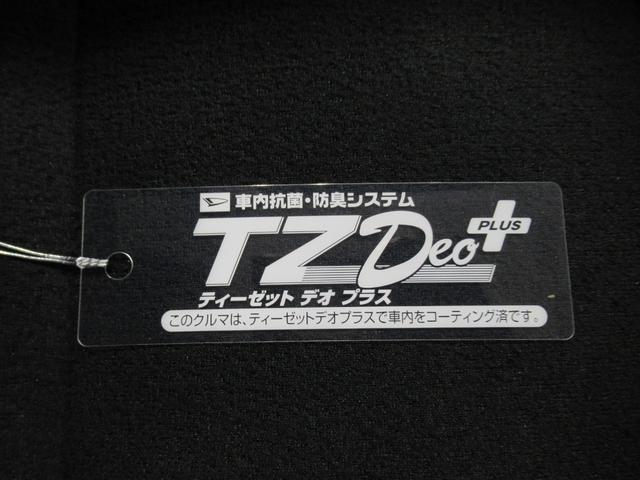 車内抗菌・防臭システム
TZ Deo PLUS
ティーゼット デオ プラス
このクルマは、ティーゼットデオプラスで車内をコーティング済です。